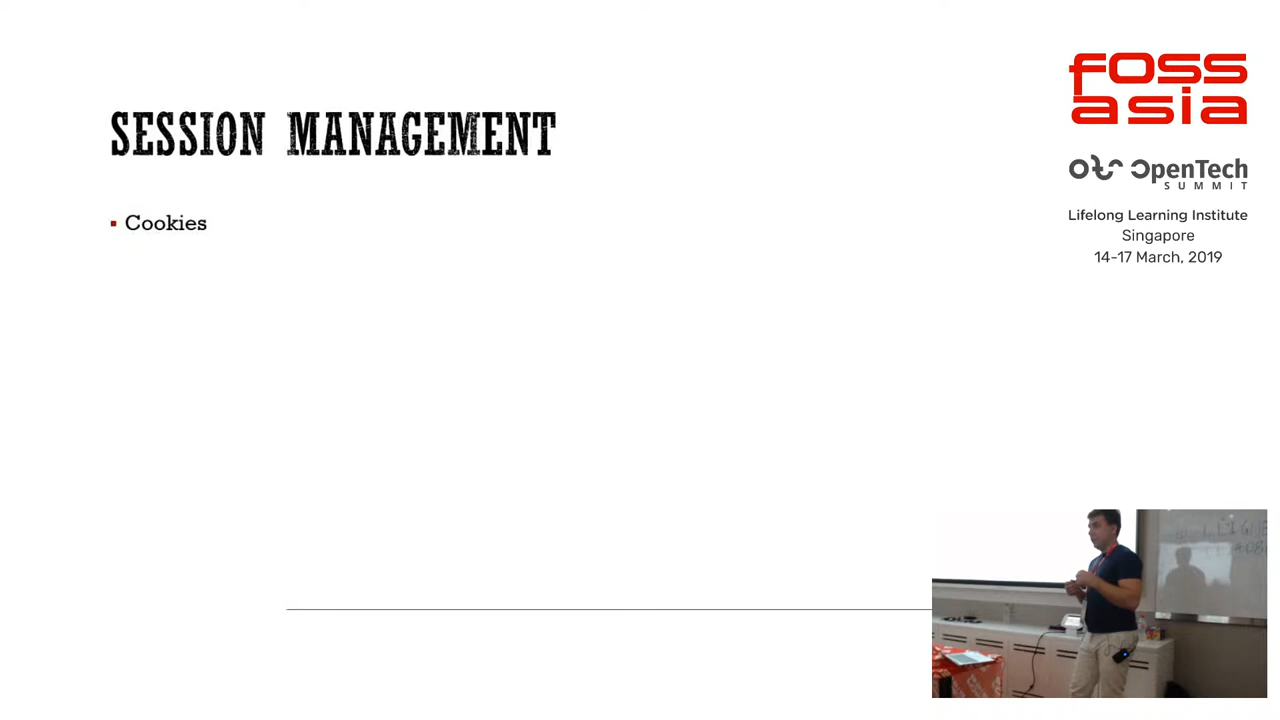 SESSION MANAGEMENT
Cookies
FOSS
asia
OpenTech
SUMMIT
Lifelong Learning Institute
Singapore
14-17 March, 2019